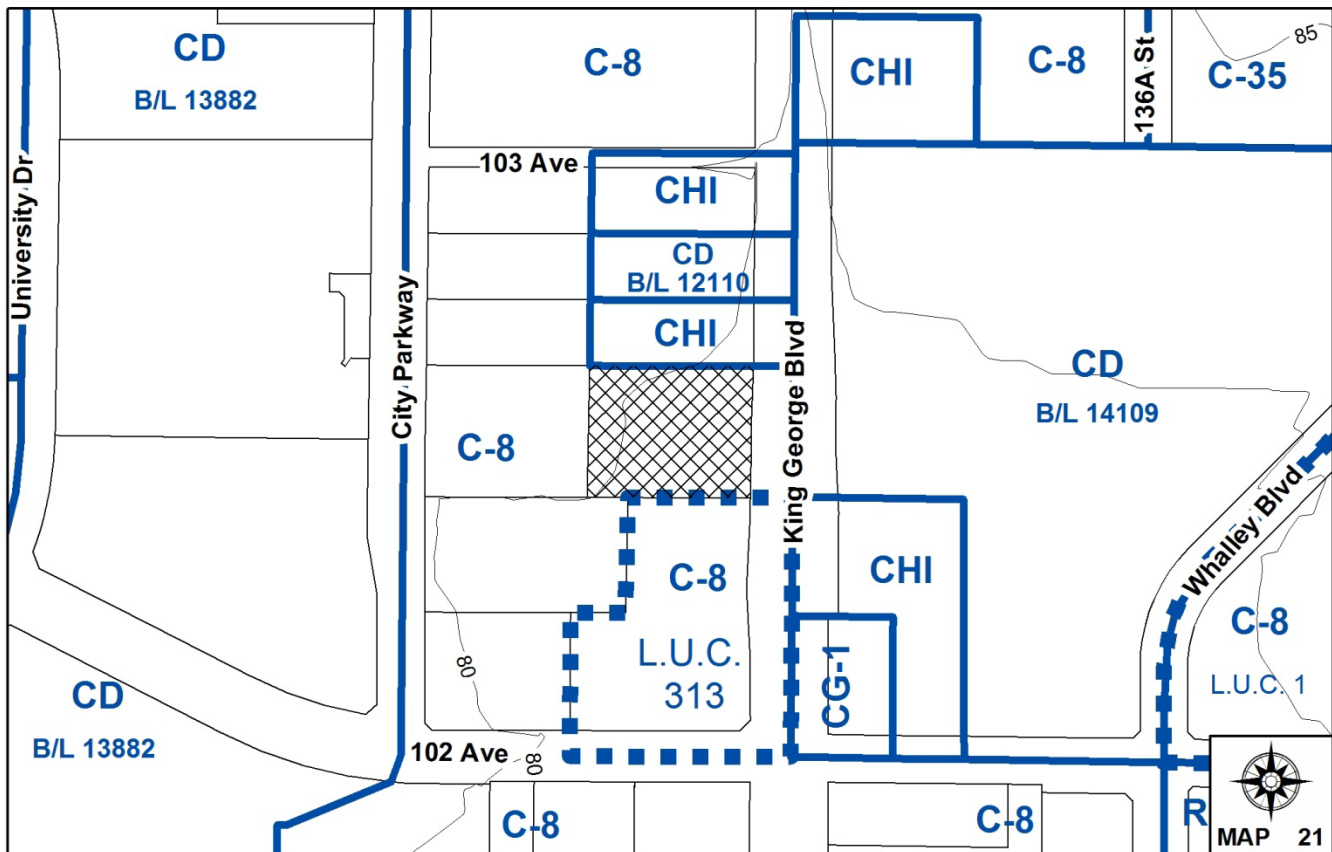 CD
B/L 13882
C-8
CHI
C-8
136A St
85
C-35
103 Ave
University Dr
CHI
CD
B/L 12110
CHI
City Parkway
King George Blvd
CD
B/L 14109
C-8
Whalley Blvd
C-8
CHI
L.U.C.
313
CG-1
C-8
L.U.C. 1
80
CD
B/L 13882
102 Ave
80
C-8
C-8
R
MAP 21